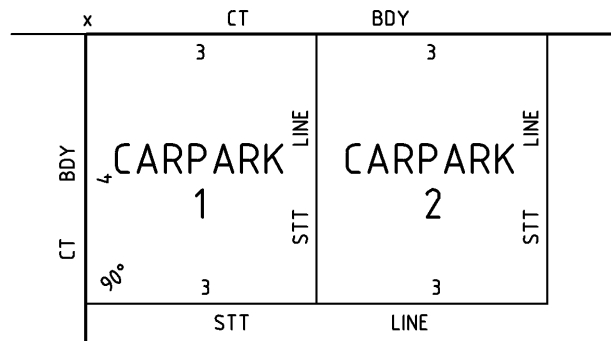 x CT BDY
3 3
CARPARK CARPARK
1 2
LINE LINE
BDY
4
STT STT
CT
90°
3 3
STT LINE